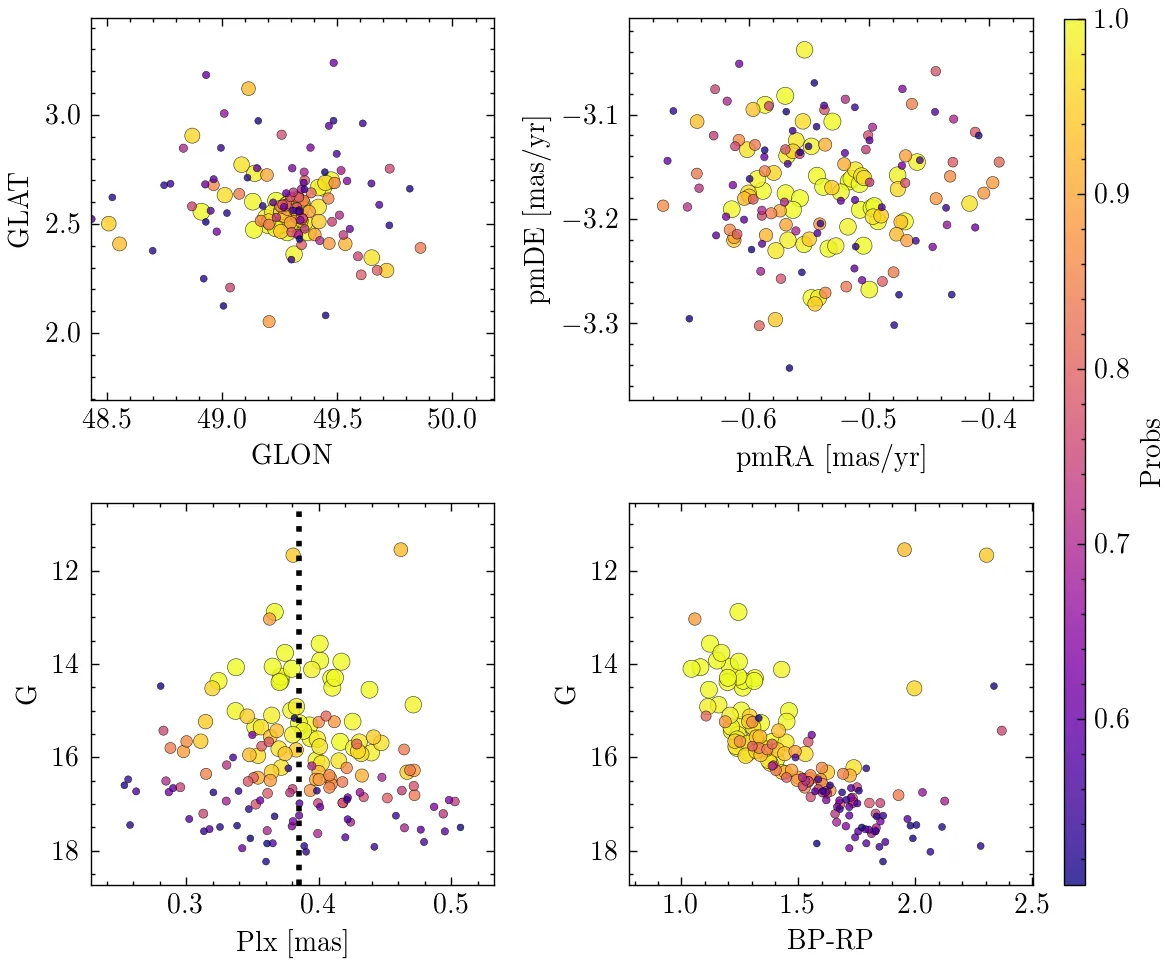 3.0
2.5
2.0
GLAT
48.5 49.0 49.5 50.0
GLON
−3.1
−3.2
−3.3
pmDE [mas/yr]
−0.6 −0.5 −0.4
pmRA [mas/yr]
1.0
0.9
0.8
0.7
0.6
Probs
12
14
16
18
G
0.3 0.4 0.5
Plx [mas]
12
14
16
18
G
1.0 1.5 2.0 2.5
BP-RP